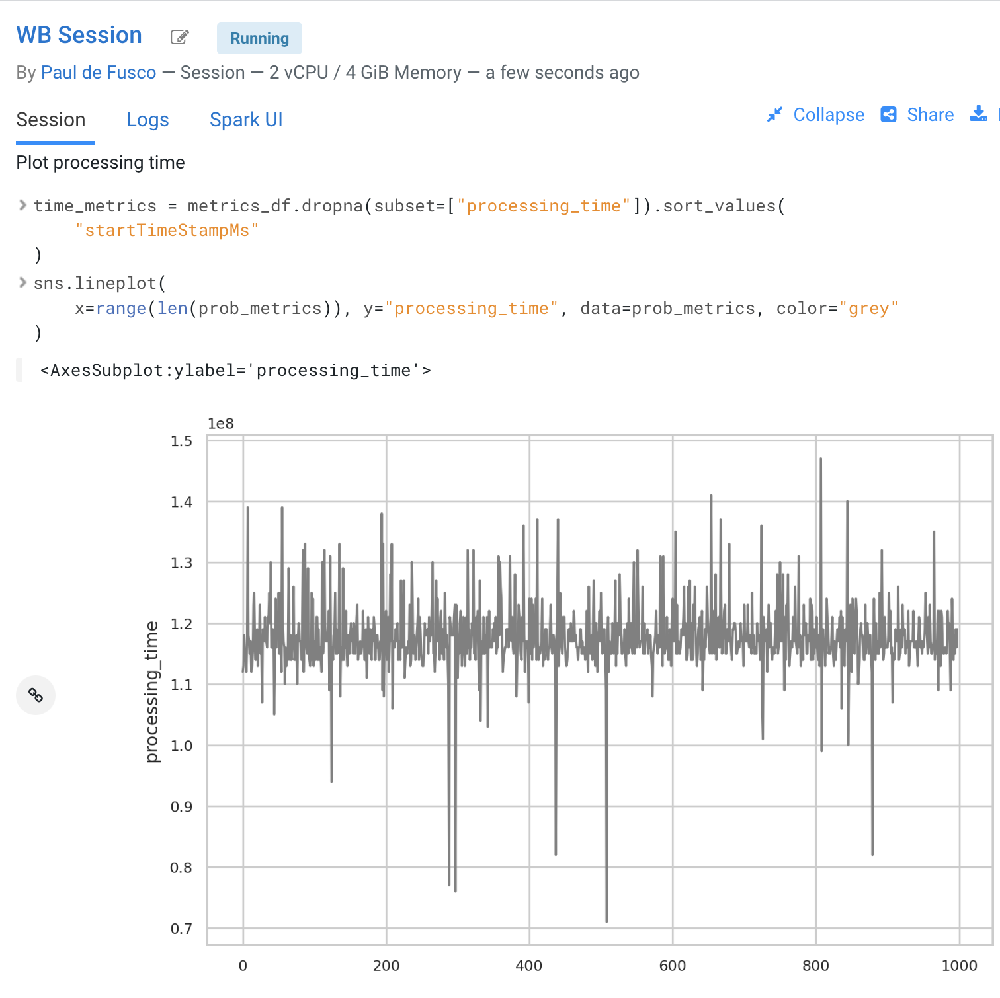 WB Session Running
By Paul de Fusco — Session — 2 vCPU / 4 GiB Memory — a few seconds ago
Session Logs Spark UI Collapse Share
Plot processing time
time_metrics = metrics_df.dropna(subset=["processing_time"]).sort_values(
"startTimeStampMs"
)
sns.lineplot(
x=range(len(prob_metrics)), y="processing_time", data=prob_metrics, color="grey"
)
<AxesSubplot:ylabel='processing_time'>
1e8
1.5
1.4
1.3
1.2
1.1
1.0
0.9
0.8
0.7
processing_time
0 200 400 600 800 1000